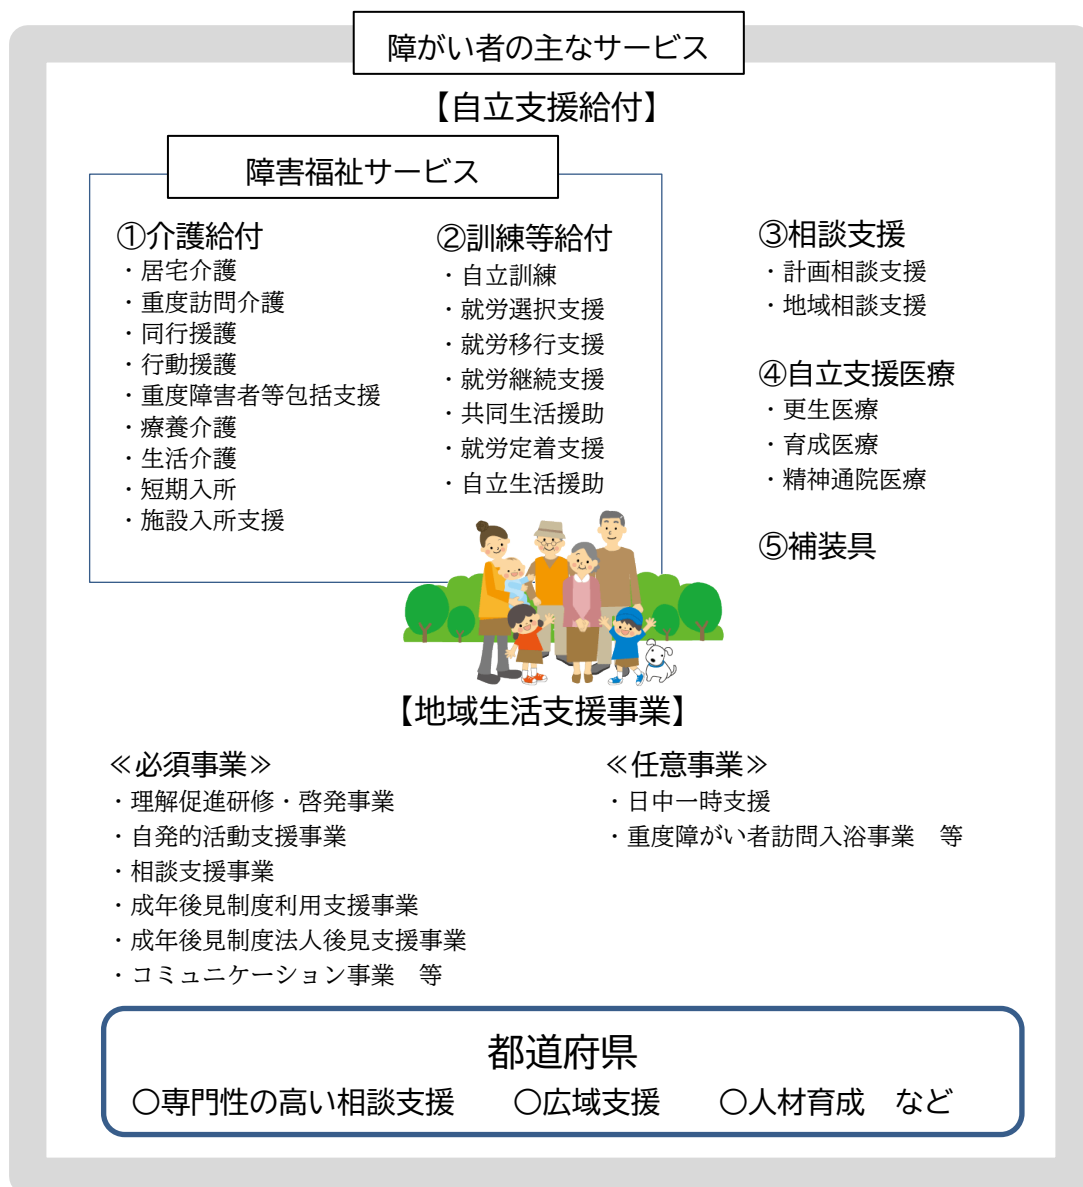 障がい者の主なサービス
【自立支援給付】
障害福祉サービス
①介護給付
・居宅介護
・重度訪問介護
・同行援護
・行動援護
・重度障害者等包括支援
・療養介護
・生活介護
・短期入所
・施設入所支援
②訓練等給付
・自立訓練
・就労選択支援
・就労移行支援
・就労継続支援
・共同生活援助
・就労定着支援
・自立生活援助
③相談支援
・計画相談支援
・地域相談支援
④自立支援医療
・更生医療
・育成医療
・精神通院医療
⑤補装具
【地域生活支援事業】
≪必須事業≫
・理解促進研修・啓発事業
・自発的活動支援事業
・相談支援事業
・成年後見制度利用支援事業
・成年後見制度法人後見支援事業
・コミュニケーション事業　等
≪任意事業≫
・日中一時支援
・重度障がい者訪問入浴事業　等
都道府県
○専門性の高い相談支援　　○広域支援　　○人材育成　など